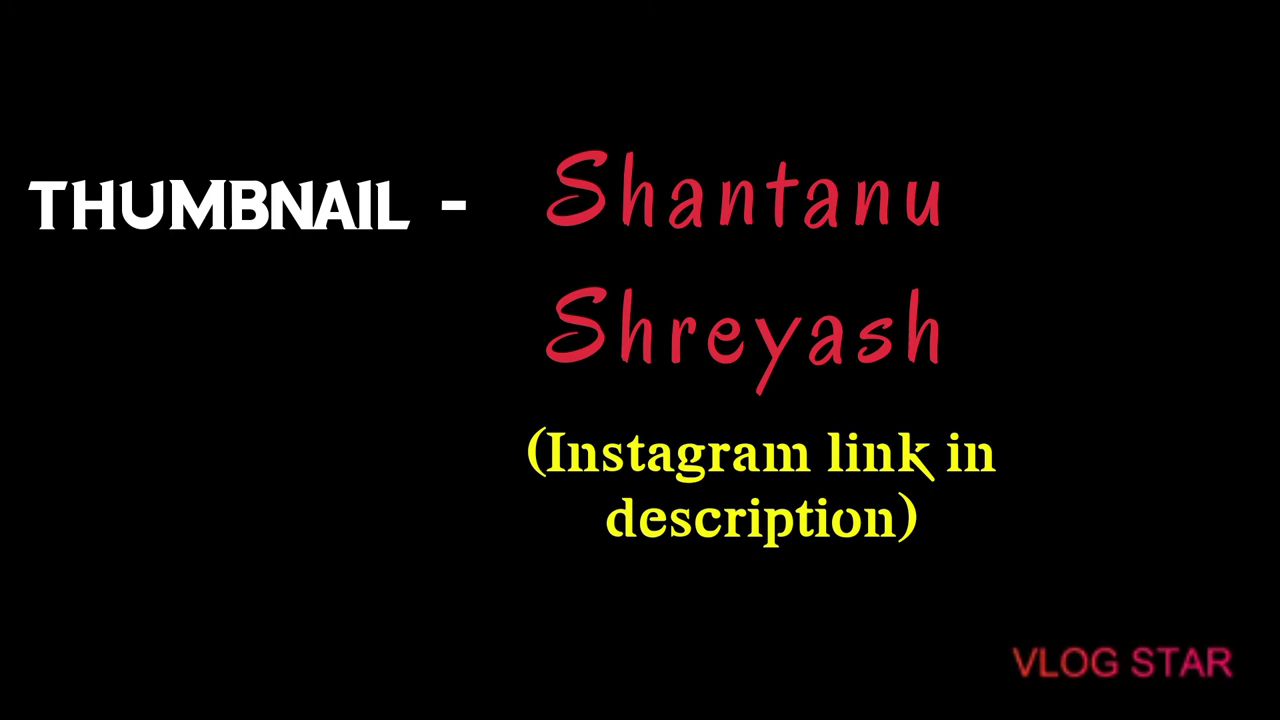 THUMBNAIL - Shantanu
Shreyash
(Instagram link in
description)
VLOG STAR